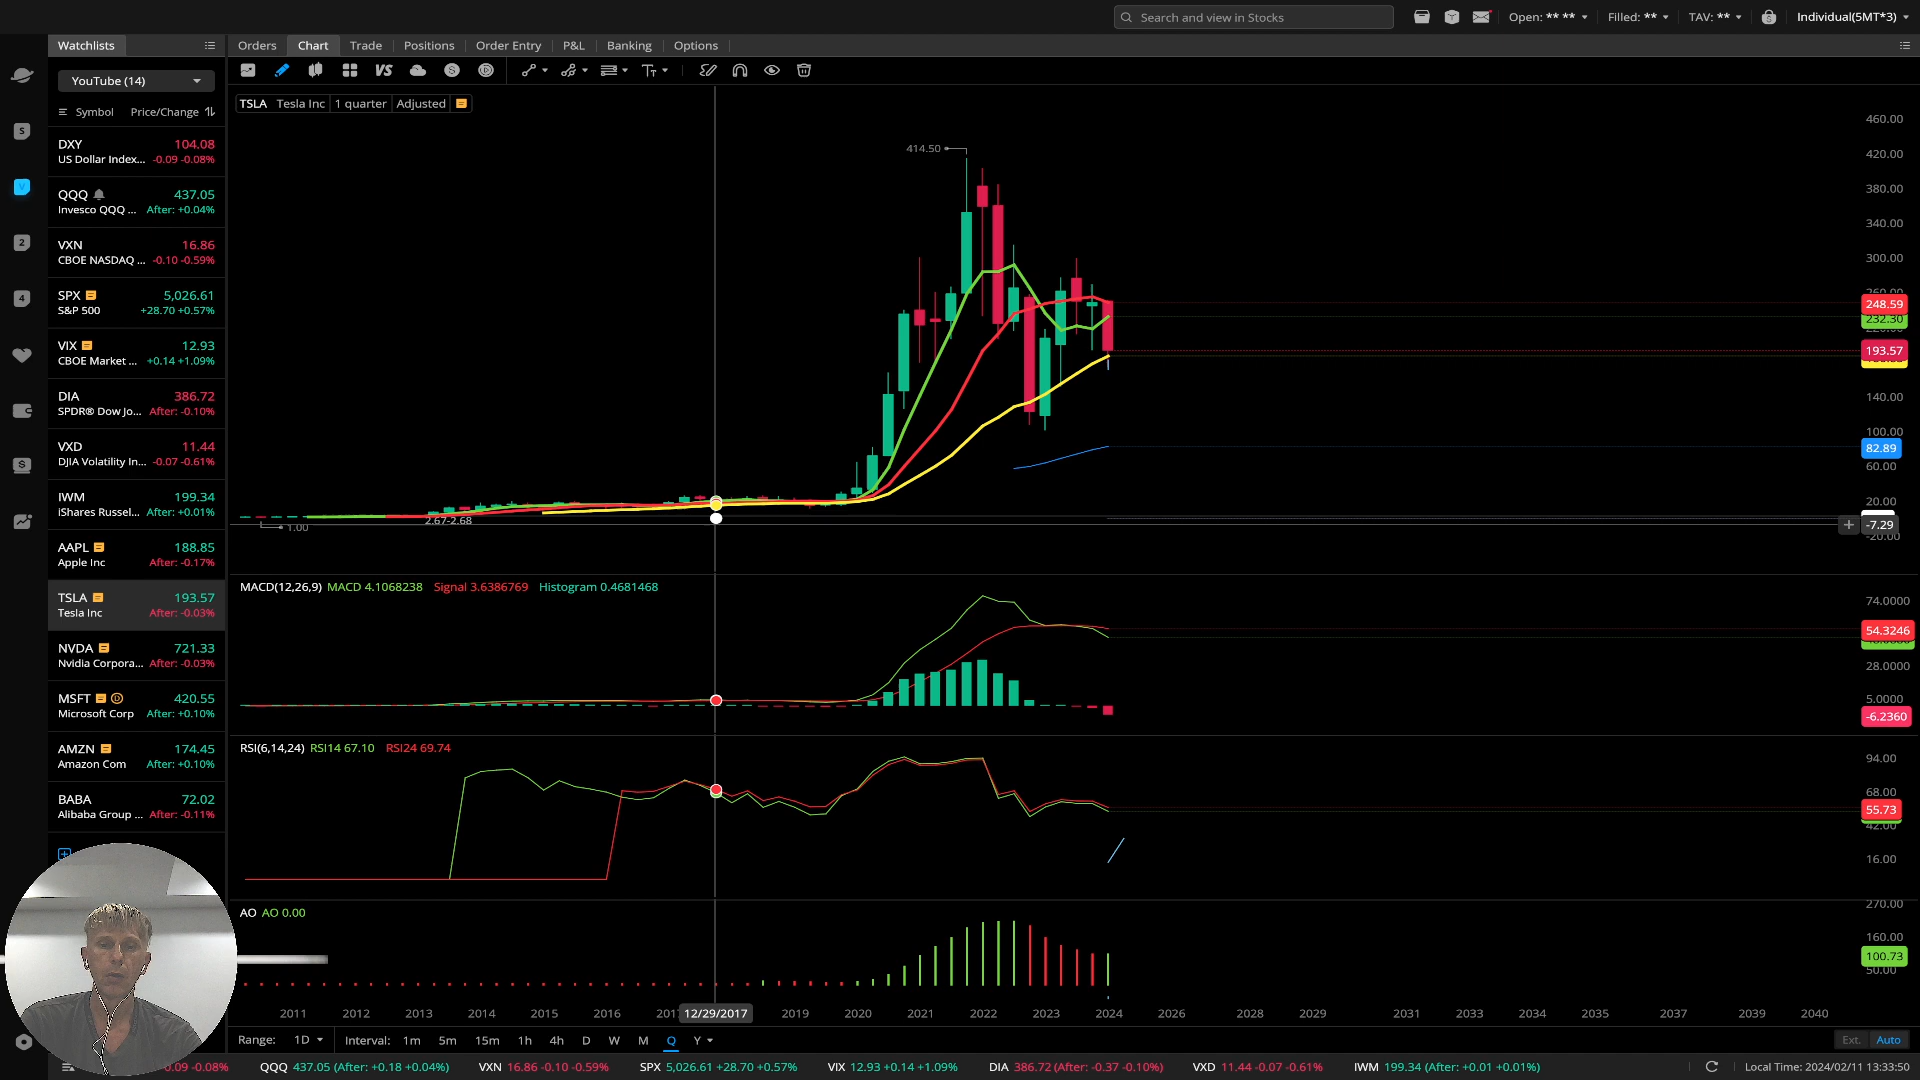 Search and view in Stocks
Open: ** **
Filled: **
TAV: **
Individual(5MT*3)
Watchlists
Orders
Chart
Trade
Positions
Order Entry
P&L
Banking
Options
YouTube (14)
VS
Symbol
Price/Change
TSLA Tesla Inc 1 quarter Adjusted
DXY 104.08
US Dollar Index... -0.09 -0.08%
QQQ 437.05
Invesco QQQ ... After: +0.04%
VXN 16.86
CBOE NASDAQ ... -0.10 -0.59%
SPX 5,026.61
S&P 500 +28.70 +0.57%
VIX 12.93
CBOE Market ... +0.14 +1.09%
DIA 386.72
SPDR® Dow Jo... After: -0.10%
VXD 11.44
DJIA Volatility In... -0.07 -0.61%
IWM 199.34
iShares Russel... After: +0.01%
AAPL 188.85
Apple Inc After: -0.17%
TSLA 193.57
Tesla Inc After: -0.03%
NVDA 721.33
Nvidia Corpora... After: -0.03%
MSFT 420.55
Microsoft Corp After: +0.10%
AMZN 174.45
Amazon Com After: +0.10%
BABA 72.02
Alibaba Group ... After: -0.11%
414.50
1.00
2.67-2.68
460.00
420.00
380.00
340.00
300.00
248.59
232.30
193.57
140.00
100.00
82.89
60.00
20.00
-7.29
-20.00
MACD(12,26,9) MACD 4.1068238 Signal 3.6386769 Histogram 0.4681468
74.0000
54.3246
28.0000
5.0000
-6.2360
RSI(6,14,24) RSI14 67.10 RSI24 69.74
94.00
68.00
55.73
42.00
16.00
AO AO 0.00
270.00
160.00
100.73
50.00
2011 2012 2013 2014 2015 2016 12/29/2017 2019 2020 2021 2022 2023 2024 2026 2028 2029 2031 2033 2034 2035 2037 2039 2040
Range: 1D Interval: 1m 5m 15m 1h 4h D W M Q Y
Ext. Auto
0.09 -0.08% QQQ 437.05 (After: +0.18 +0.04%) VXN 16.86 -0.10 -0.59% SPX 5,026.61 +28.70 +0.57% VIX 12.93 +0.14 +1.09% DIA 386.72 (After: -0.37 -0.10%) VXD 11.44 -0.07 -0.61% IWM 199.34 (After: +0.01 +0.01%) Local Time: 2024/02/11 13:33:50